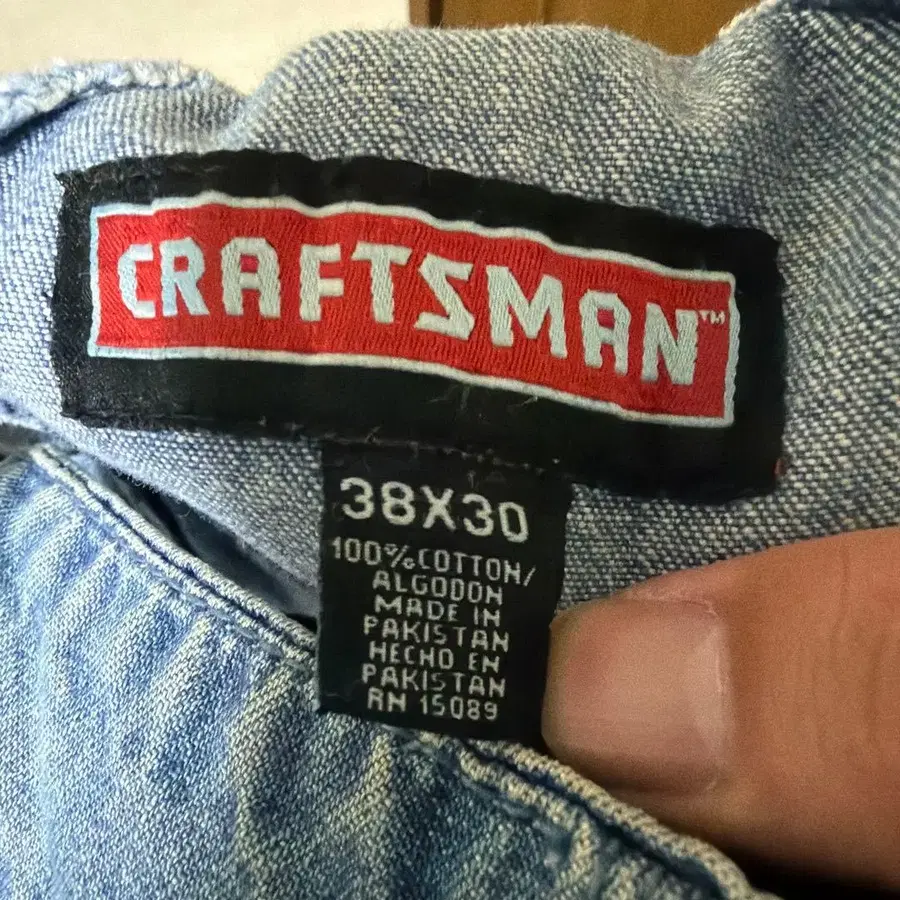 CRAFTSMAN™
38X30
100% COTTON/
ALGODON
MADE IN
PAKISTAN
HECHO EN
PAKISTAN
RN 15089